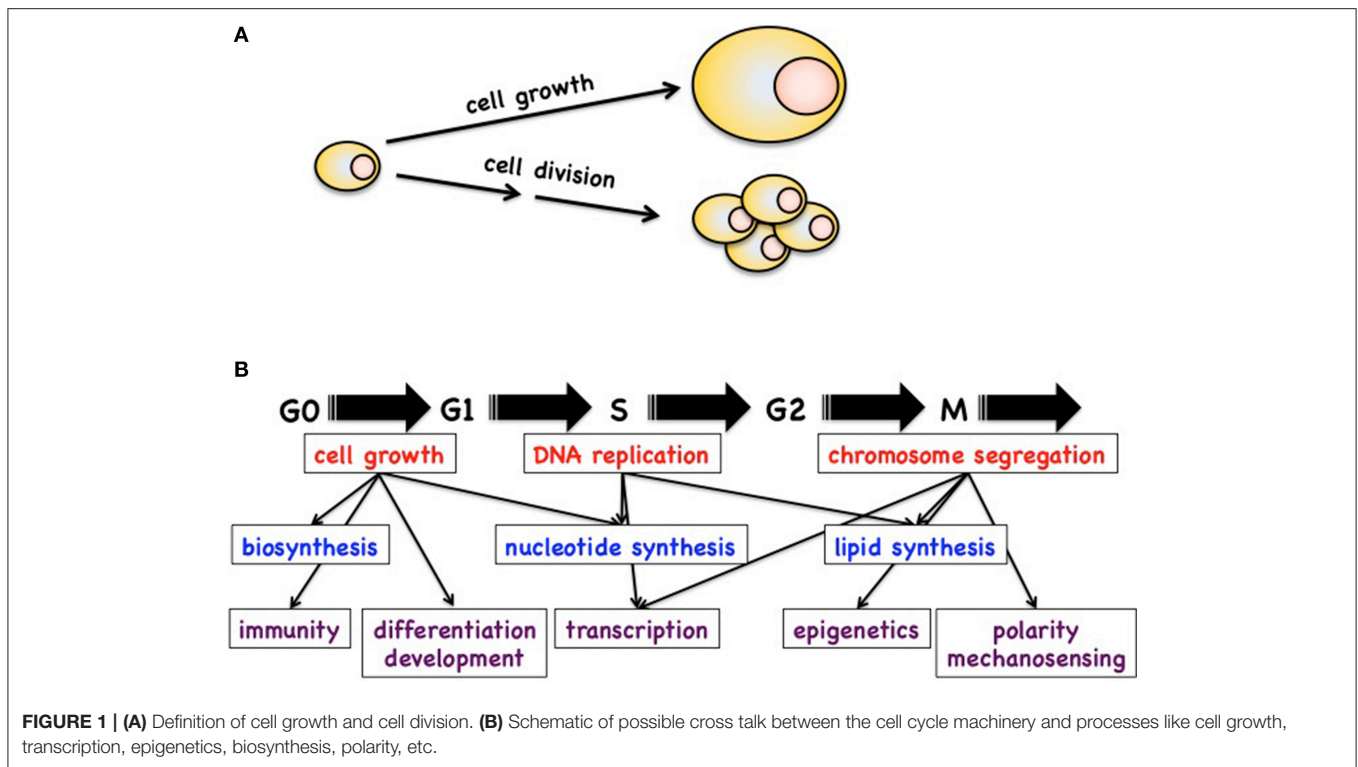 A
cell growth
cell division
B
G0 G1 S G2 M
cell growth DNA replication chromosome segregation
biosynthesis nucleotide synthesis lipid synthesis
immunity differentiation transcription epigenetics polarity
development mechanosensing
FIGURE 1 | (A) Definition of cell growth and cell division. (B) Schematic of possible cross talk between the cell cycle machinery and processes like cell growth,
transcription, epigenetics, biosynthesis, polarity, etc.